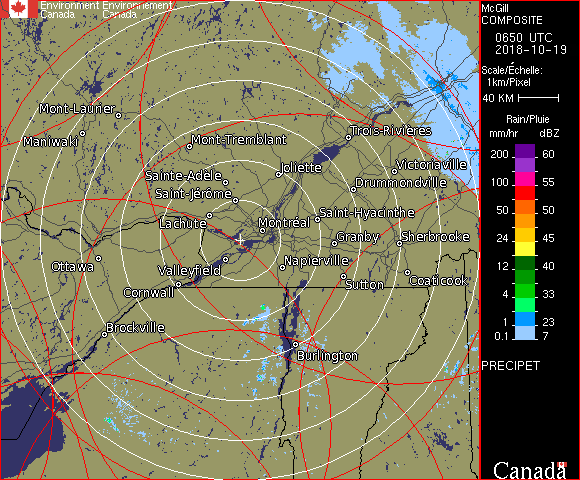 Environment Environnement
Canada Canada
McGill
COMPOSITE
0650 UTC
2018-10-19
Scale/Échelle:
1km/Pixel
40 KM
Rain/Pluie
mm/hr dBZ
200 60
100 55
50 50
24 45
12 40
4 33
1 23
0.1 7
PRECIPET
Canada
Mont-Laurier
Maniwaki
Mont-Tremblant
Trois-Rivières
Joliette
Victoriaville
Sainte-Adèle
Drummondville
Saint-Jérôme
Saint-Hyacinthe
Lachute
Montréal
Granby
Sherbrooke
Ottawa
Valleyfield
Napierville
Sutton
Coaticook
Cornwall
Brockville
Burlington